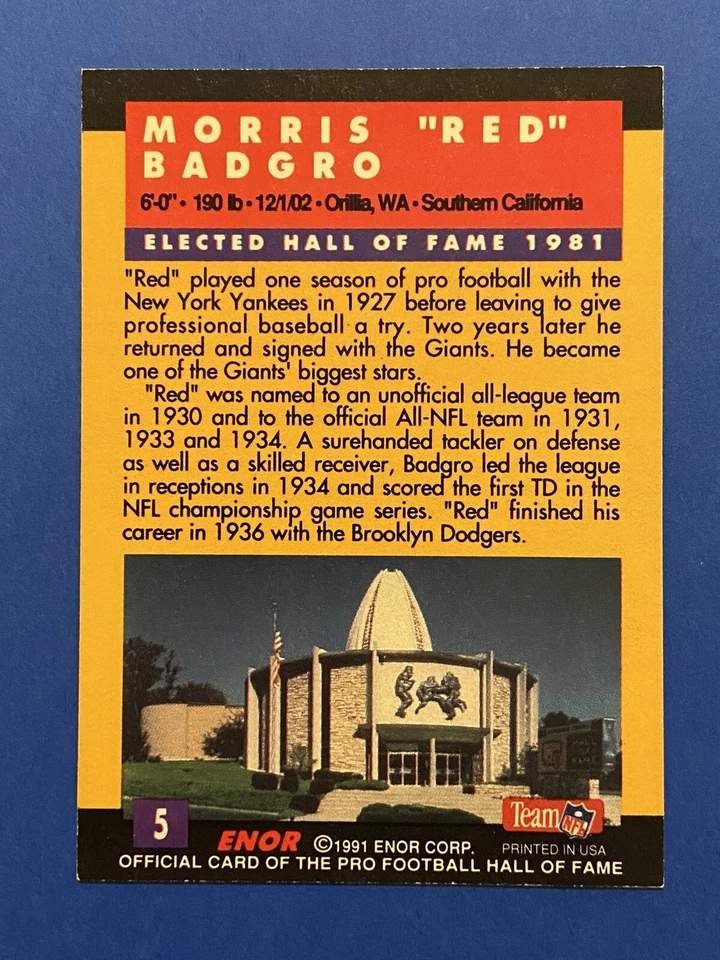 MORRIS "RED"
BADGRO
6'-0" • 190 lb • 12/1/02 • Orillia, WA • Southern California
ELECTED HALL OF FAME 1981
"Red" played one season of pro football with the
New York Yankees in 1927 before leaving to give
professional baseball a try. Two years later he
returned and signed with the Giants. He became
one of the Giants' biggest stars.
"Red" was named to an unofficial all-league team
in 1930 and to the official All-NFL team in 1931,
1933 and 1934. A surehanded tackler on defense
as well as a skilled receiver, Badgro led the league
in receptions in 1934 and scored the first TD in the
NFL championship game series. "Red" finished his
career in 1936 with the Brooklyn Dodgers.
HALL OF
FAME
5
Team NFL
ENOR ©1991 ENOR CORP.
PRINTED IN USA
OFFICIAL CARD OF THE PRO FOOTBALL HALL OF FAME